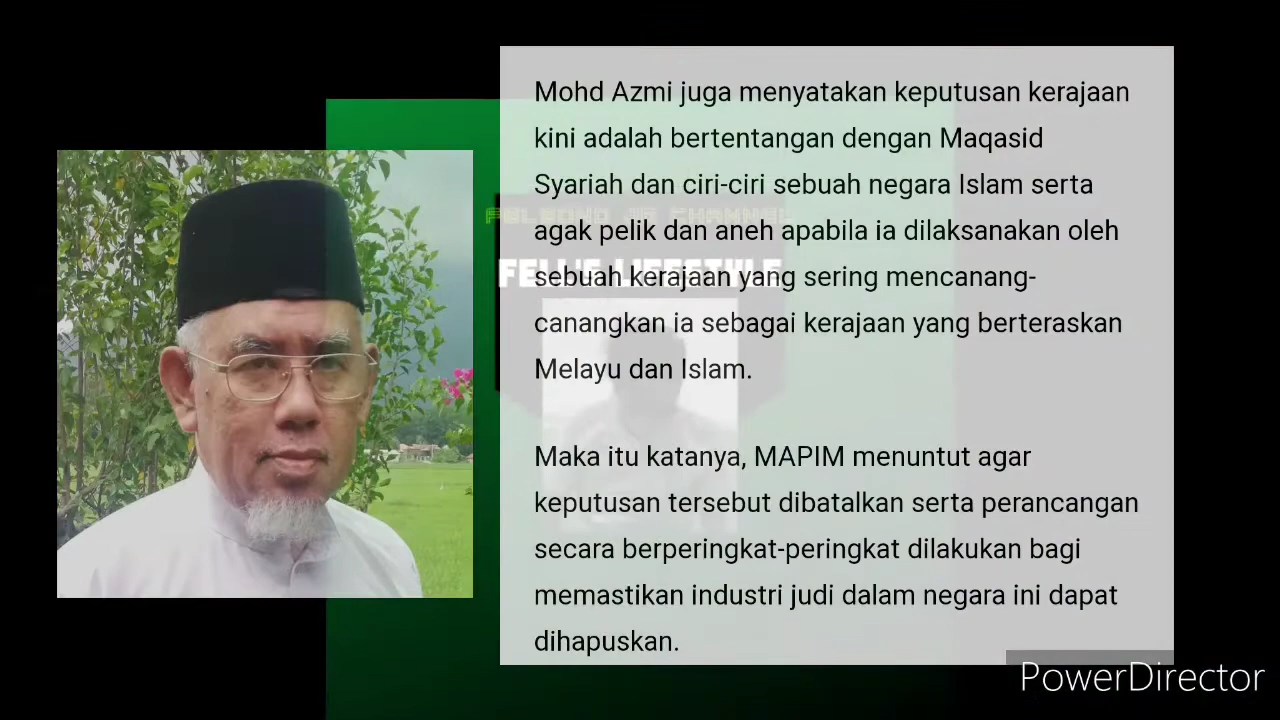 Mohd Azmi juga menyatakan keputusan kerajaan
kini adalah bertentangan dengan Maqasid
Syariah dan ciri-ciri sebuah negara Islam serta
agak pelik dan aneh apabila ia dilaksanakan oleh
sebuah kerajaan yang sering mencanang-
canangkan ia sebagai kerajaan yang berteraskan
Melayu dan Islam.
Maka itu katanya, MAPIM menuntut agar
keputusan tersebut dibatalkan serta perancangan
secara berperingkat-peringkat dilakukan bagi
memastikan industri judi dalam negara ini dapat
dihapuskan.
CHANNEL
LIFESTYLE
PowerDirector